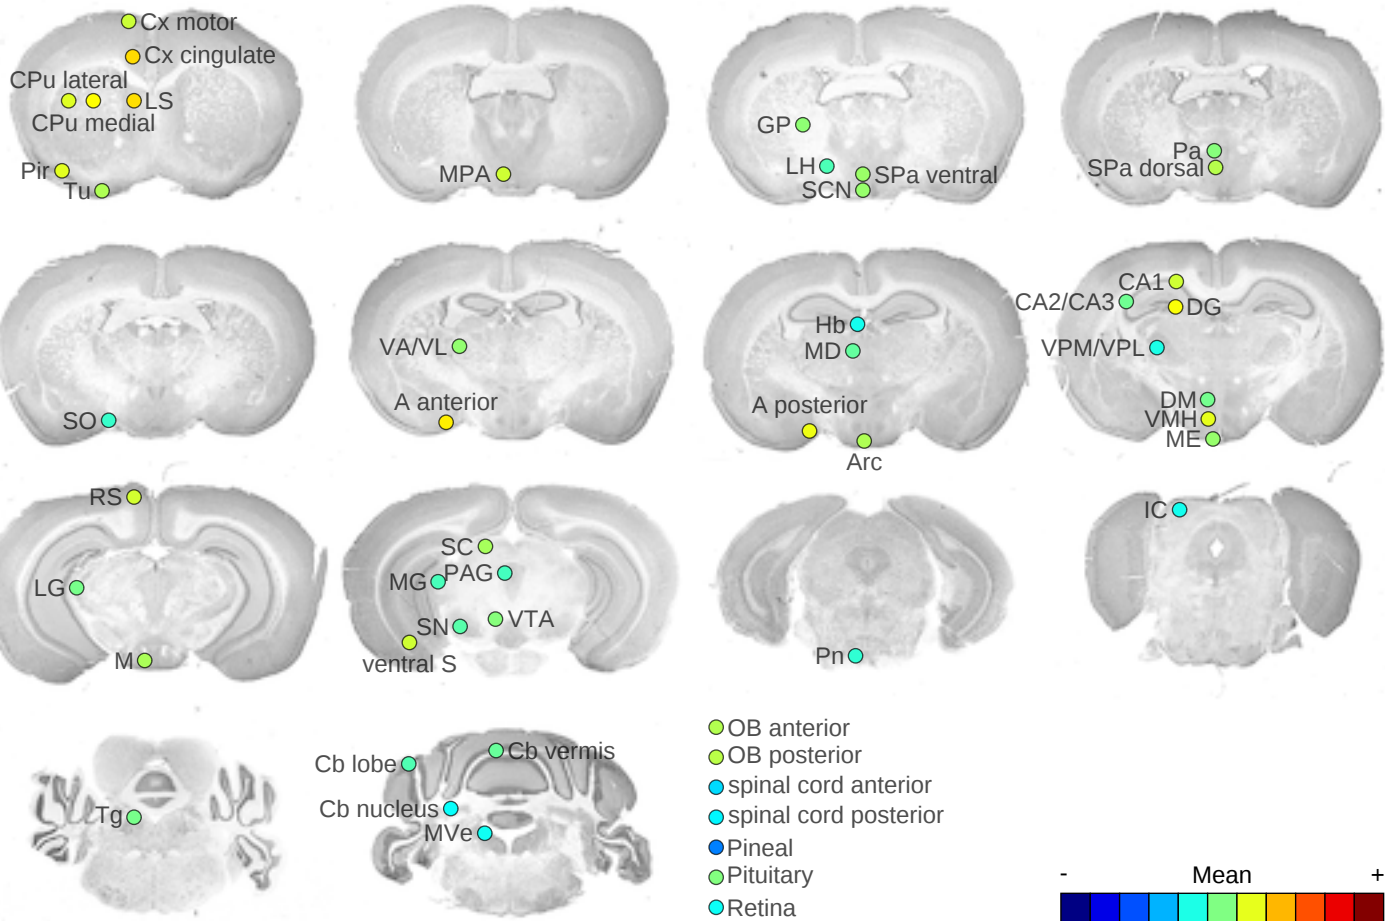 Cx motor
Cx cingulate
CPu lateral
LS
CPu medial
Pir
Tu
MPA
GP
LH
SPa ventral
SCN
Pa
SPa dorsal
SO
VA/VL
A anterior
Hb
MD
A posterior
Arc
CA1
CA2/CA3
DG
VPM/VPL
DM
VMH
ME
RS
LG
M
SC
MG
PAG
SN
VTA
ventral S
Pn
IC
Tg
Cb lobe
Cb vermis
Cb nucleus
MVe
OB anterior
OB posterior
spinal cord anterior
spinal cord posterior
Pineal
Pituitary
Retina
- Mean +